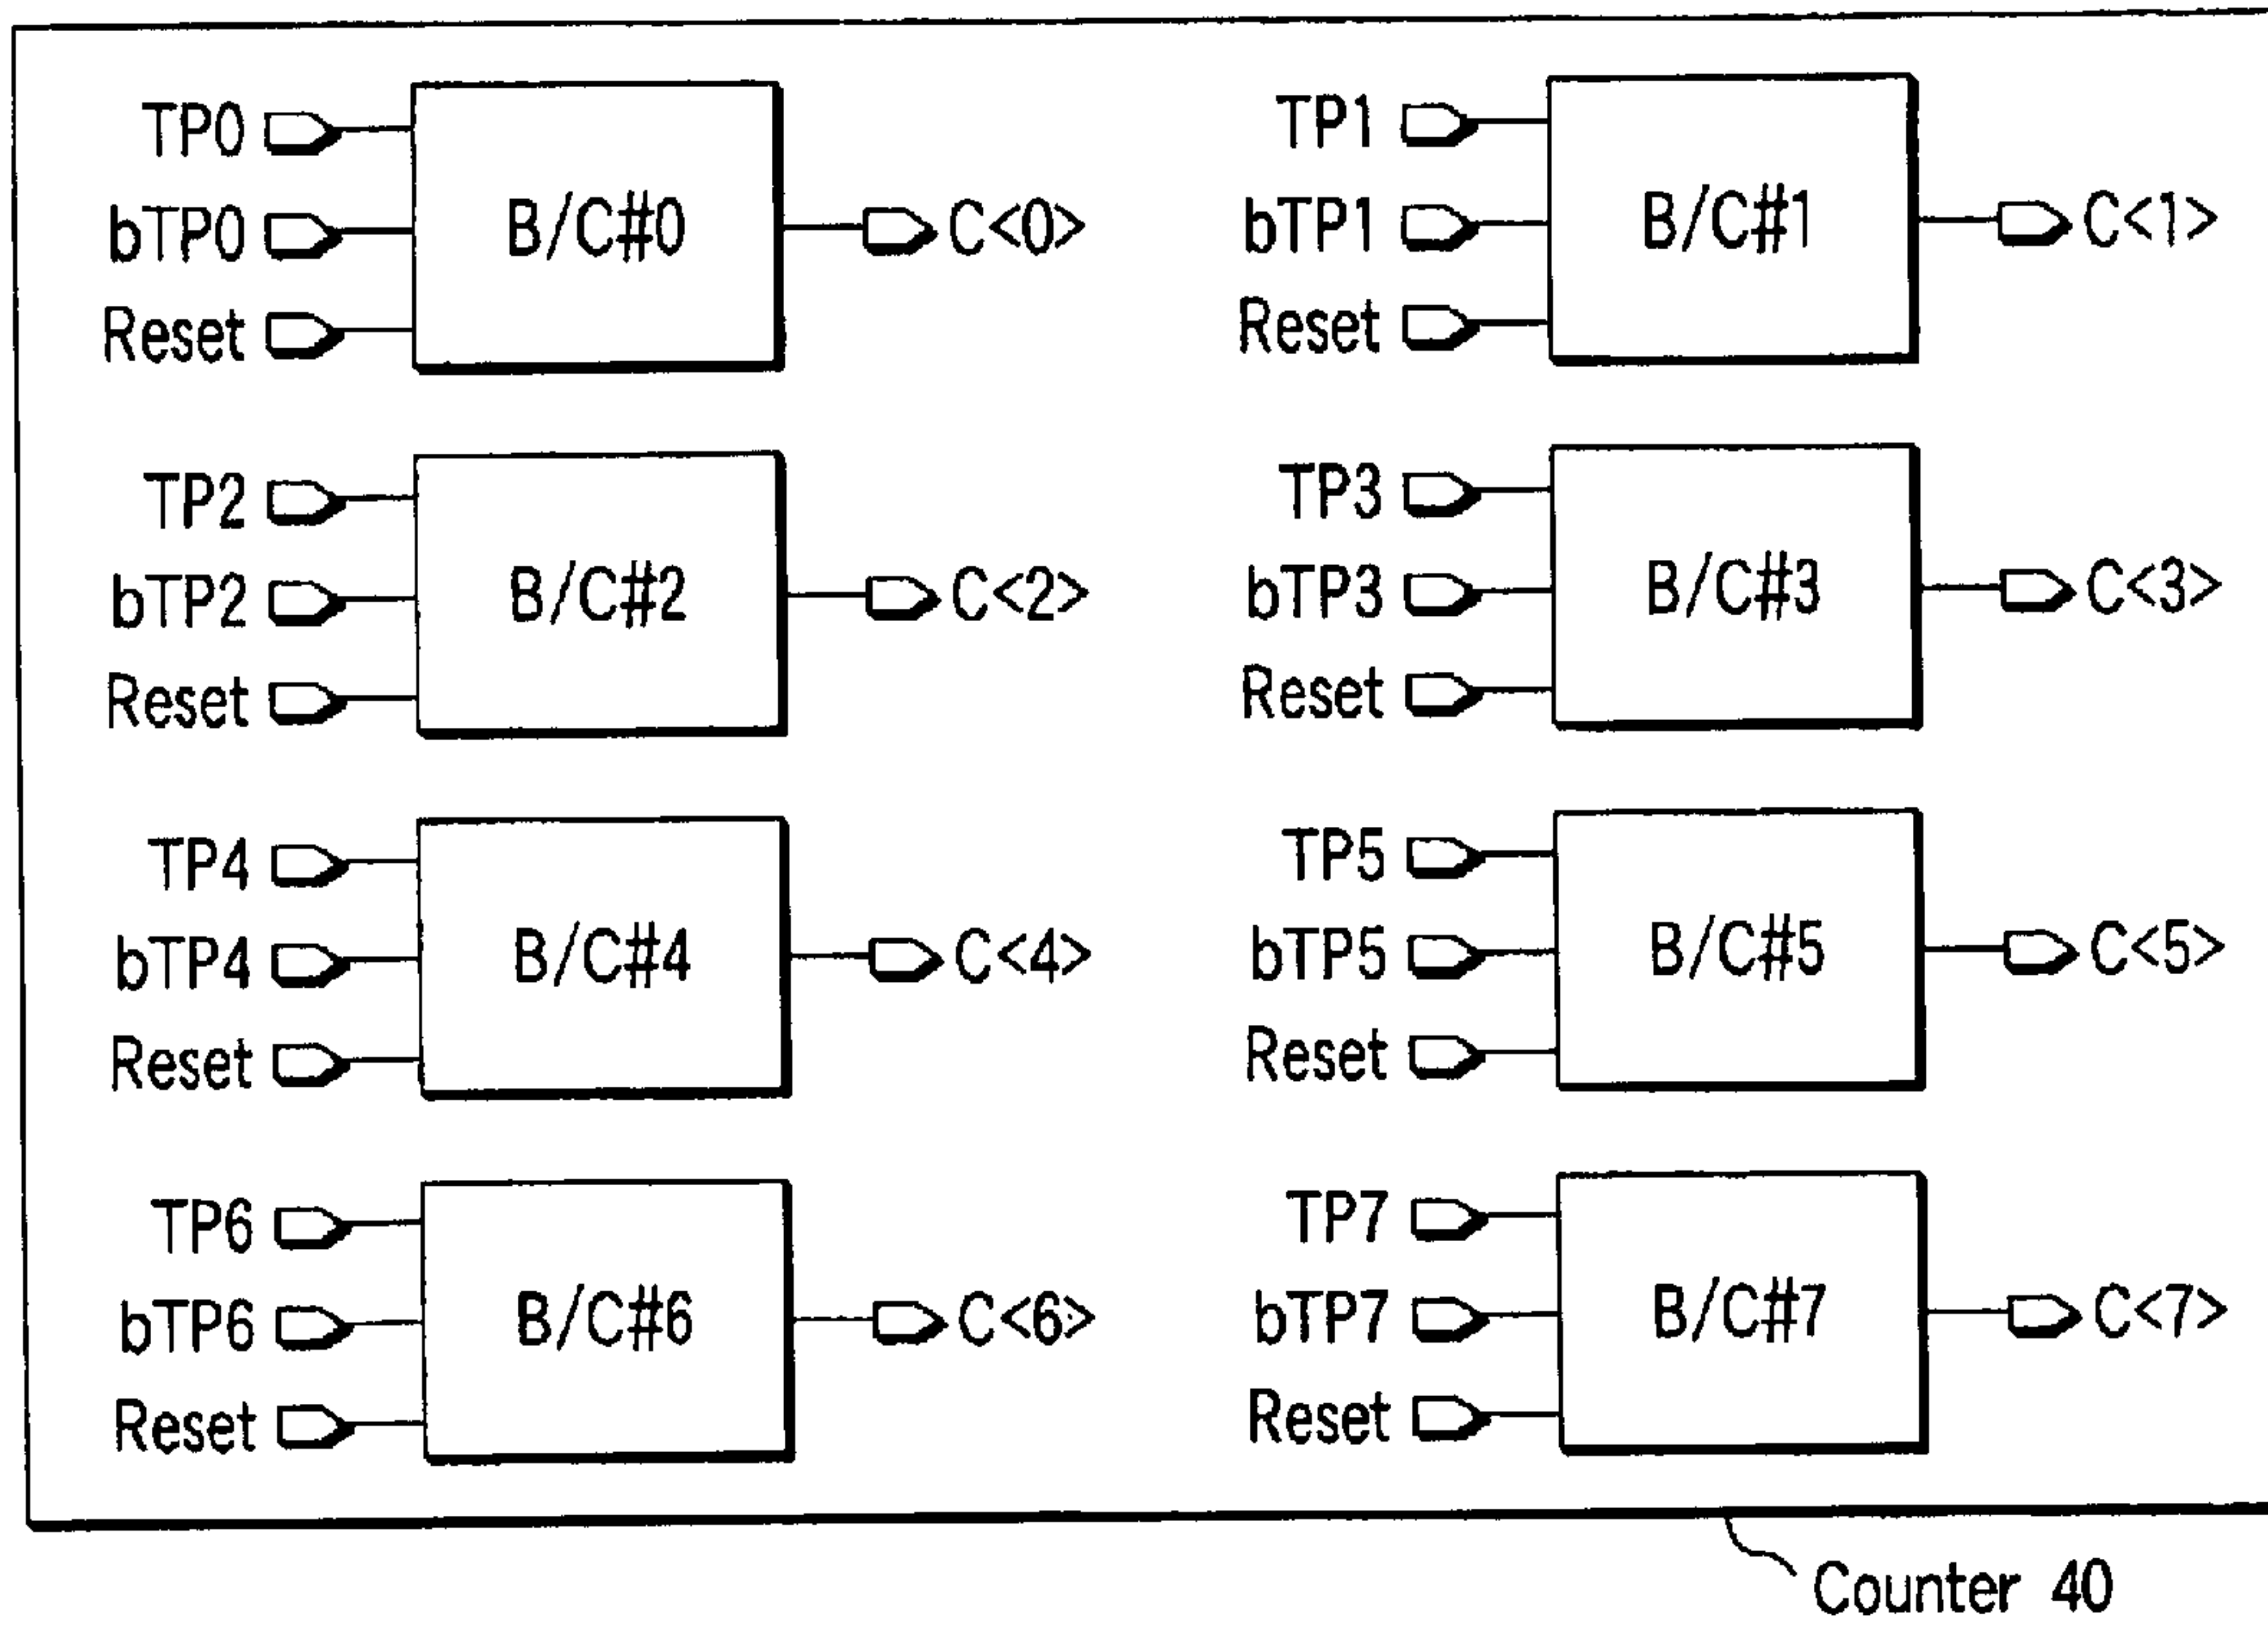 TP0
bTP0
Reset
B/C#0
C<0>
TP1
bTP1
Reset
B/C#1
C<1>
TP2
bTP2
Reset
B/C#2
C<2>
TP3
bTP3
Reset
B/C#3
C<3>
TP4
bTP4
Reset
B/C#4
C<4>
TP5
bTP5
Reset
B/C#5
C<5>
TP6
bTP6
Reset
B/C#6
C<6>
TP7
bTP7
Reset
B/C#7
C<7>
Counter 40